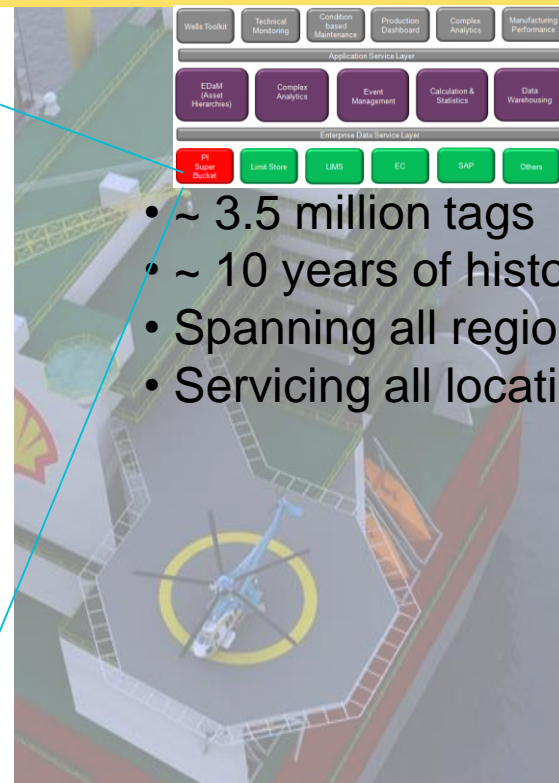 Wells Toolkit
Technical
Monitoring
Condition
based
Maintenance
Production
Dashboard
Complex
Analytics
Manufacturing
Performance
Application Service Layer
EDaM
(Asset
Hierarchies)
Complex
Analytics
Event
Management
Calculation &
Statistics
Data
Warehousing
Enterprise Data Service Layer
PI
Super
Bucket
Limit Store
LIMS
EC
SAP
Others
• ~ 3.5 million tags
• ~ 10 years of histo
• Spanning all regio
• Servicing all locati